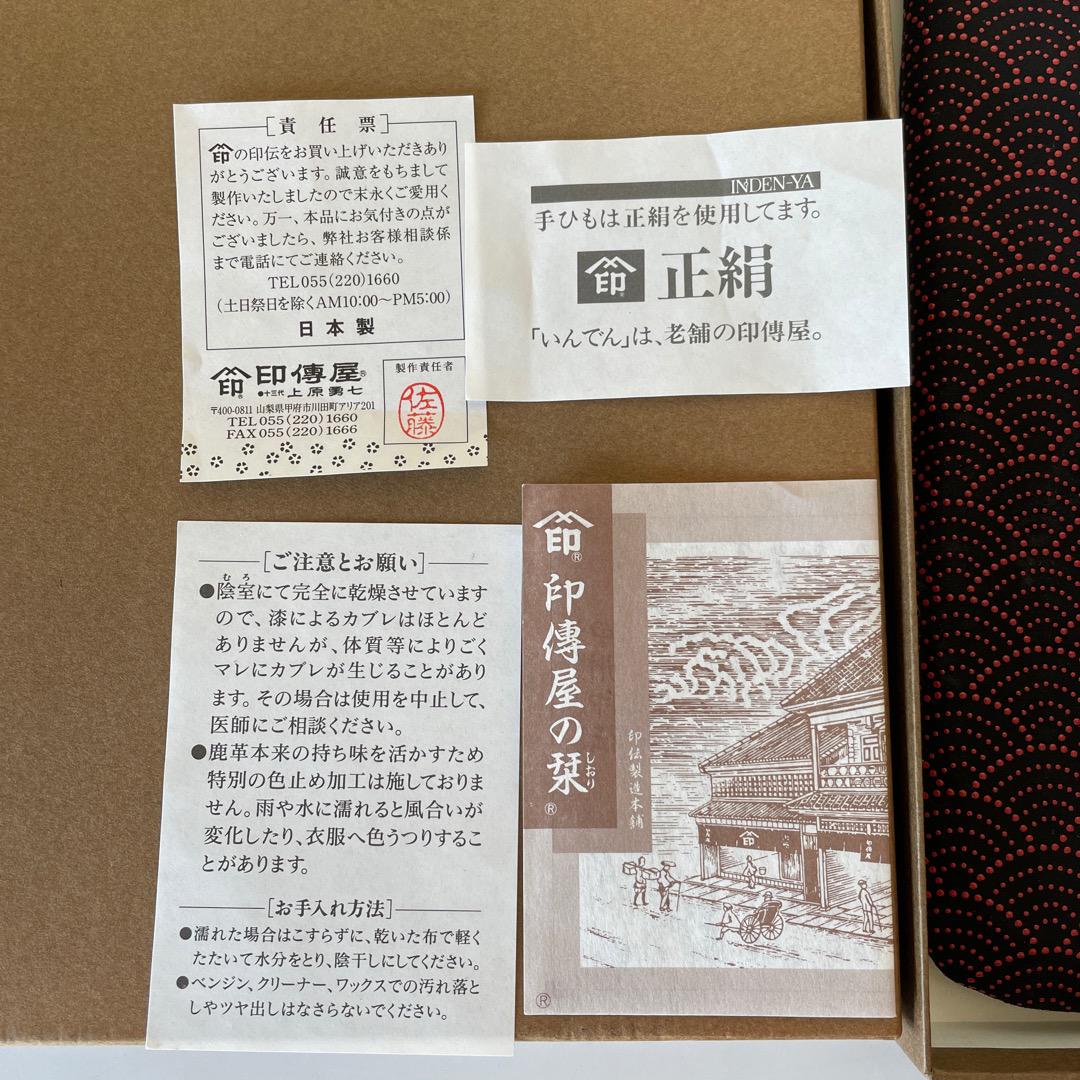 [責任票]
印の印伝をお買い上げいただきあり
がとうございます。誠意をもちまして
製作いたしましたので末永くご愛用く
ださい。万一、本品にお気付きの点が
ございましたら、弊社お客様相談係
まで電話にてご連絡ください。
TEL055(220)1660
(土日祭日を除くAM10:00〜PM5:00)
日本製
印 印傳屋®
●十三代 上原勇七
〒400-0811 山梨県甲府市川田町アリア201
TEL055(220)1660
FAX055(220)1666
製作責任者
佐藤
INDEN-YA
手ひもは正絹を使用してます。
印 正絹
「いんでん」は、老舗の印傳屋。
[ご注意とお願い]
むろ
●陰室にて完全に乾燥させています
ので、漆によるカブレはほとんど
ありませんが、体質等によりごく
マレにカブレが生じることがあり
ます。その場合は使用を中止して、
医師にご相談ください。
●鹿革本来の持ち味を活かすため
特別の色止め加工は施しておりま
せん。雨や水に濡れると風合いが
変化したり、衣服へ色うつりするこ
とがあります。
[お手入れ方法]
●濡れた場合はこすらずに、乾いた布で軽く
たたいて水分をとり、陰干しにしてください。
●ベンジン、クリーナー、ワックスでの汚れ落と
しやツヤ出しはなさらないでください。
印®
印傳屋の栞
しおり
®
印伝製造本舗
印
®